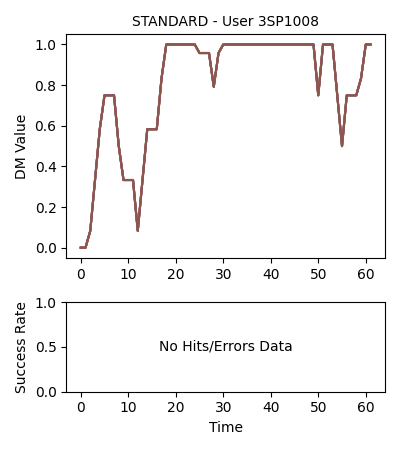 STANDARD - User 3SP1008
DM Value
1.0
0.8
0.6
0.4
0.2
0.0
0 10 20 30 40 50 60
Success Rate
1.0
0.5
0.0
No Hits/Errors Data
0 10 20 30 40 50 60
Time